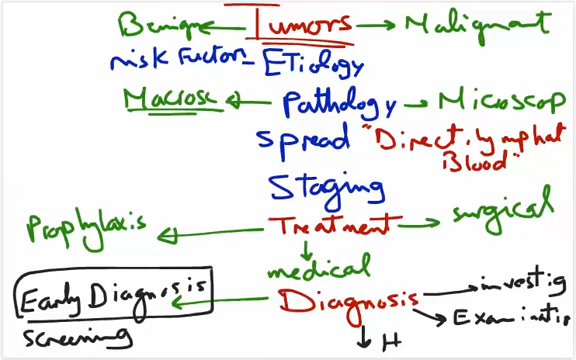 Benign Tumors Malignant
risk Factor ETiology
Macrosc Pathology Microscop
Spread "Direct, lymphat
Blood"
Staging
Prophylaxis Treatment surgical
medical
Early Diagnosis Diagnosis investig
screening Examinatio
H